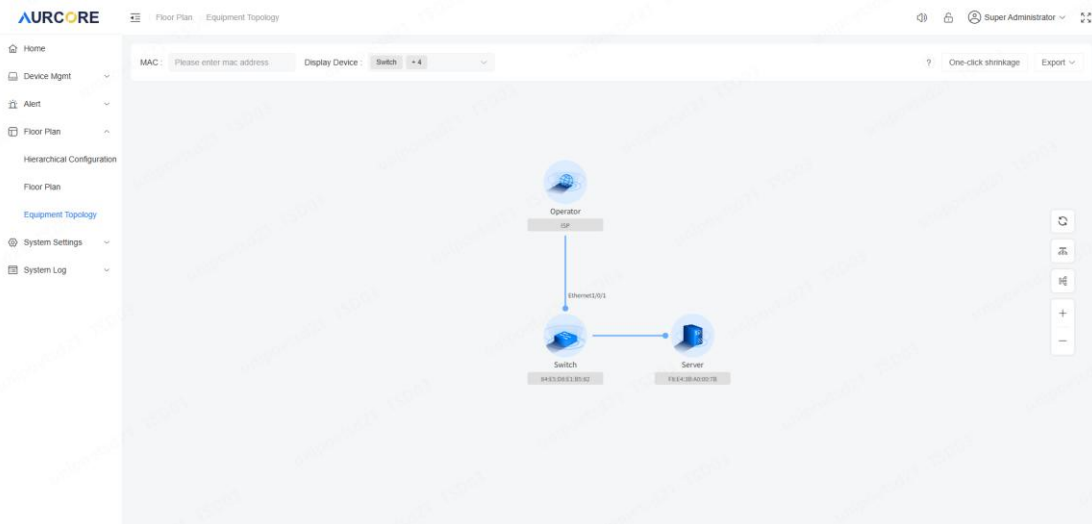 AURCORE
Floor Plan Equipment Topology
Super Administrator
Home
Device Mgmt
Alert
Floor Plan
Hierarchical Configuration
Floor Plan
Equipment Topology
System Settings
System Log
MAC : Please enter mac address Display Device : Switch + 4
? One-click shrinkage Export
Operator
ISP
Ethernet1/0/1
Switch
Server
+
−